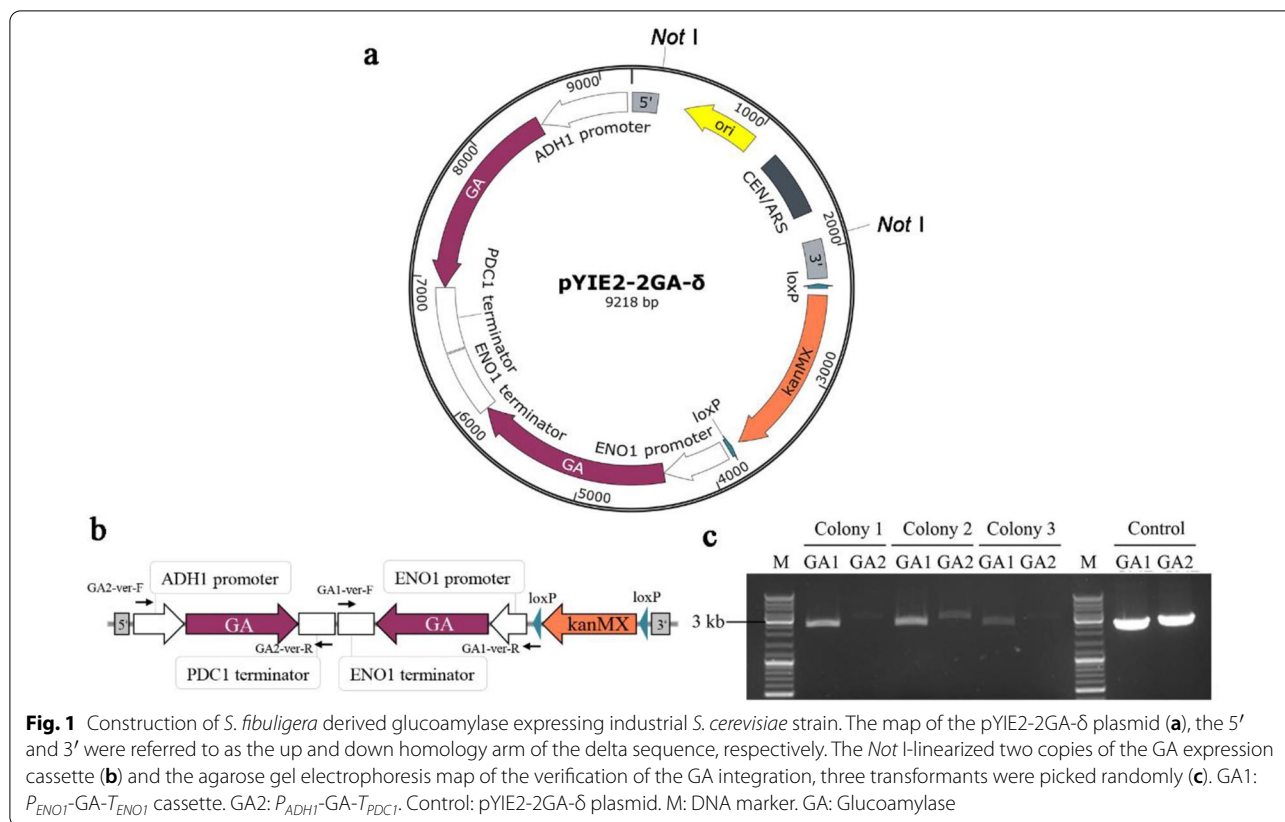 a
Not I
9000
1000
5'
ori
ADH1 promoter
8000
GA
CEN/ARS
2000
Not I
3'
loxP
pYIE2-2GA-δ
9218 bp
7000
PDC1 terminator
ENO1 terminator
kanMX
3000
6000
loxP
ENO1 promoter
GA
4000
5000
b
GA2-ver-F
ADH1 promoter
GA1-ver-F
ENO1 promoter
loxP
loxP
5'
GA
GA
kanMX
3'
GA2-ver-R
GA1-ver-R
PDC1 terminator
ENO1 terminator
c
Colony 1 Colony 2 Colony 3 Control
M GA1 GA2 GA1 GA2 GA1 GA2 M GA1 GA2
3 kb
Fig. 1 Construction of S. fibuligera derived glucoamylase expressing industrial S. cerevisiae strain. The map of the pYIE2-2GA-δ plasmid (a), the 5′
and 3′ were referred to as the up and down homology arm of the delta sequence, respectively. The Not I-linearized two copies of the GA expression
cassette (b) and the agarose gel electrophoresis map of the verification of the GA integration, three transformants were picked randomly (c). GA1:
P_ENO1-GA-T_ENO1 cassette. GA2: P_ADH1-GA-T_PDC1. Control: pYIE2-2GA-δ plasmid. M: DNA marker. GA: Glucoamylase